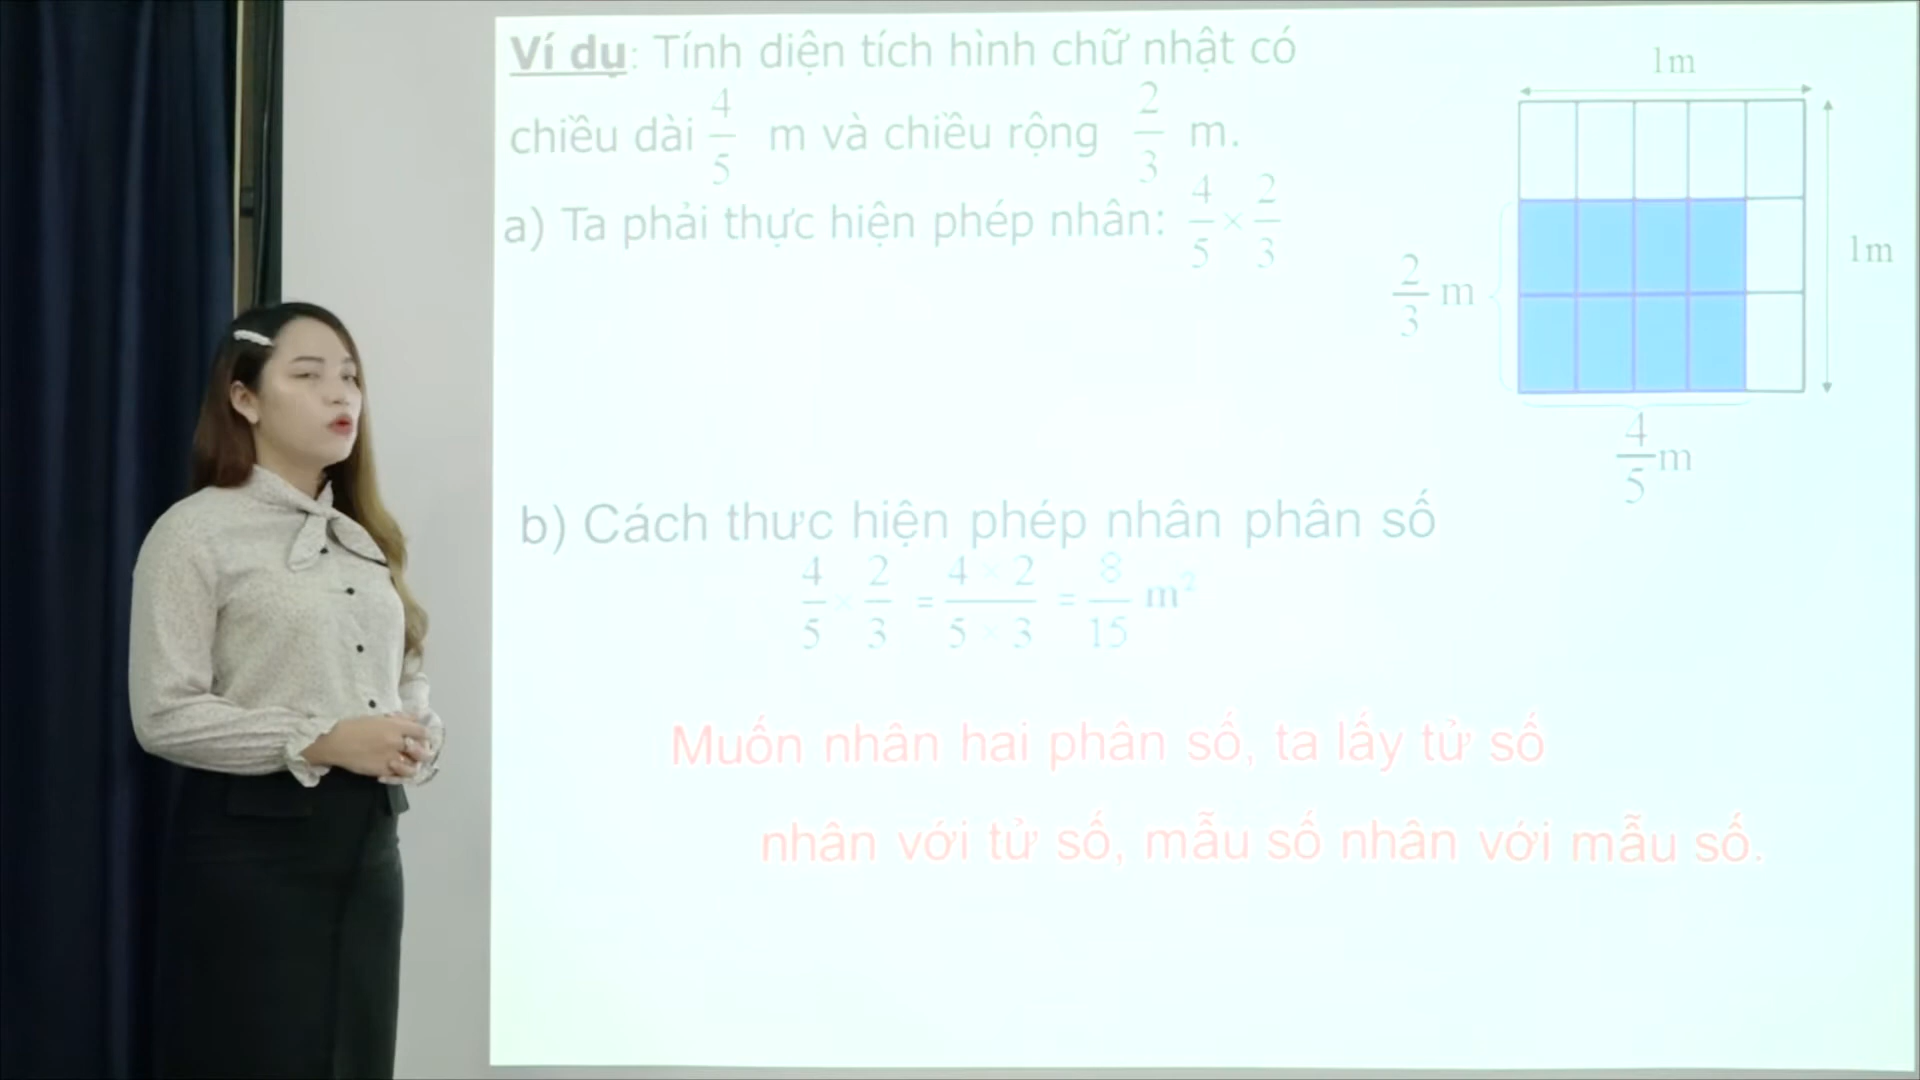 Ví dụ: Tính diện tích hình chữ nhật có
chiều dài 4/5 m và chiều rộng 2/3 m.
a) Ta phải thực hiện phép nhân: 4/5 × 2/3
1m
1m
2/3 m
4/5 m
b) Cách thưc hiện phép nhân phân số
4/5 × 2/3 = 4 × 2/5 × 3 = 8/15 m²
Muốn nhân hai phân số, ta lấy tử số
nhân với tử số, mẫu số nhân với mẫu số.